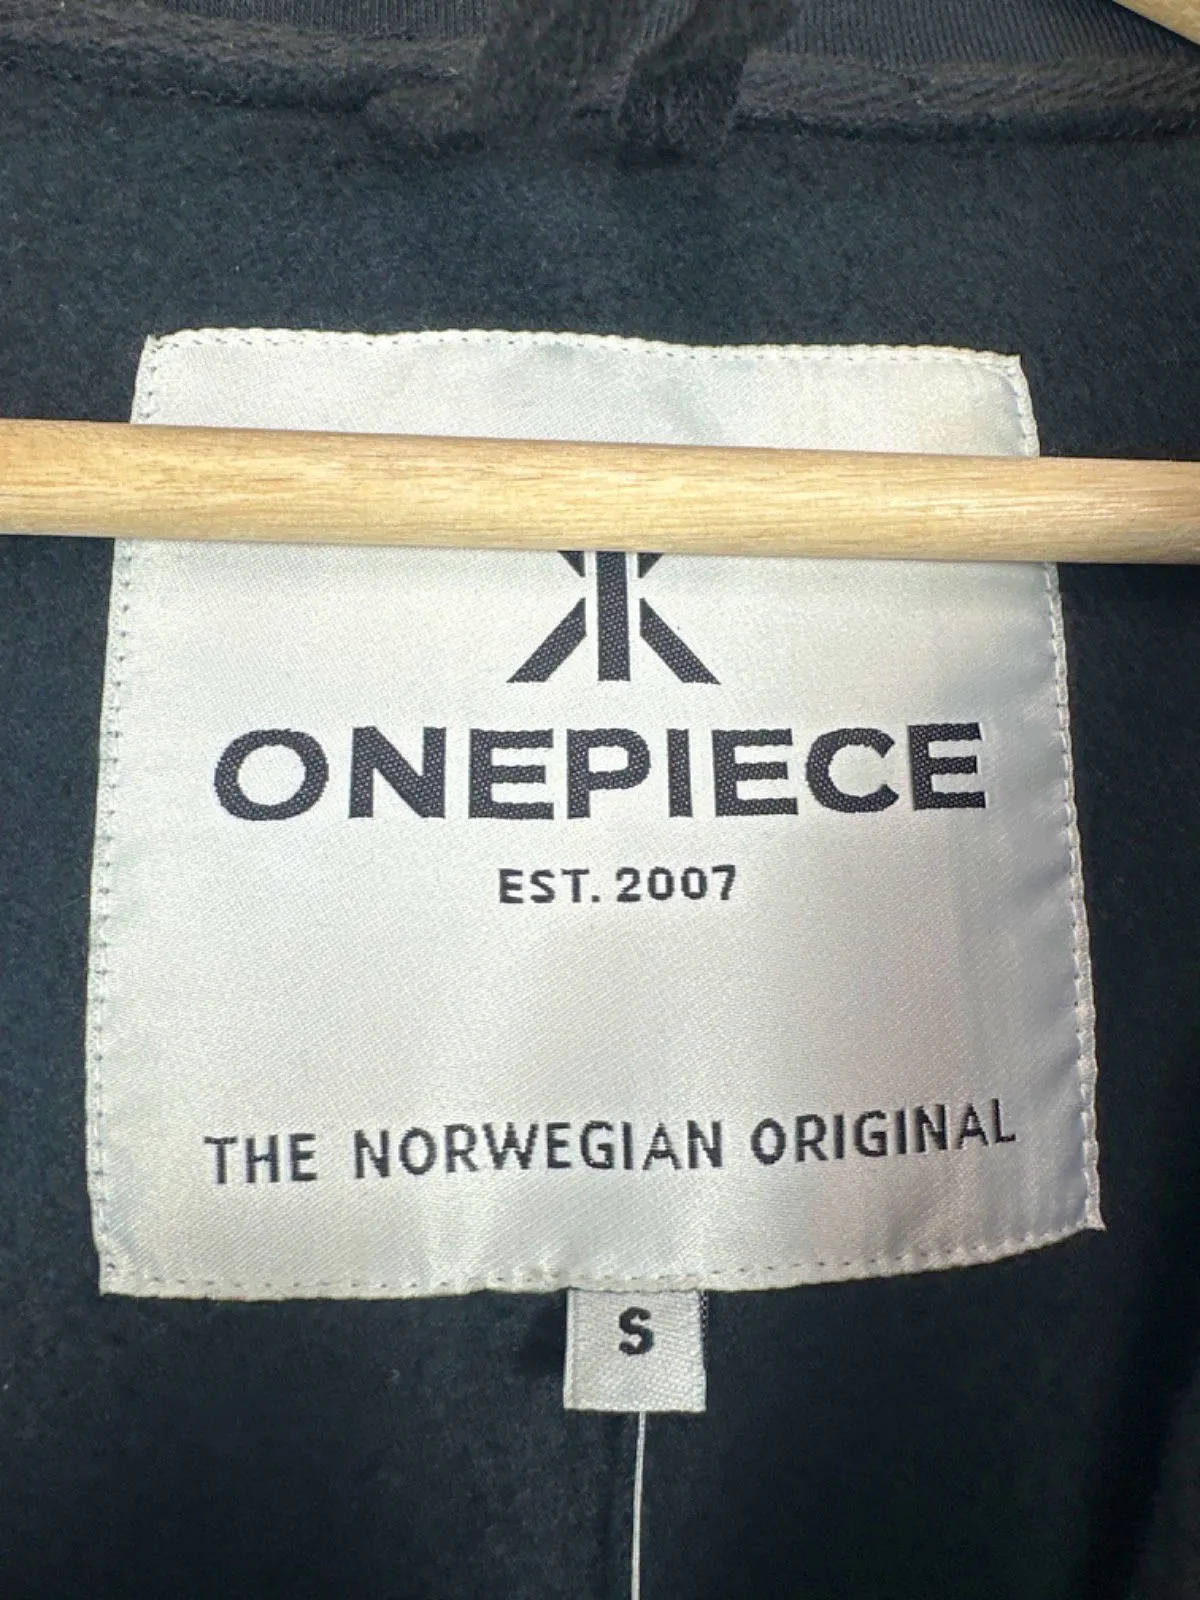 ONEPIECE
EST. 2007
THE NORWEGIAN ORIGINAL
S